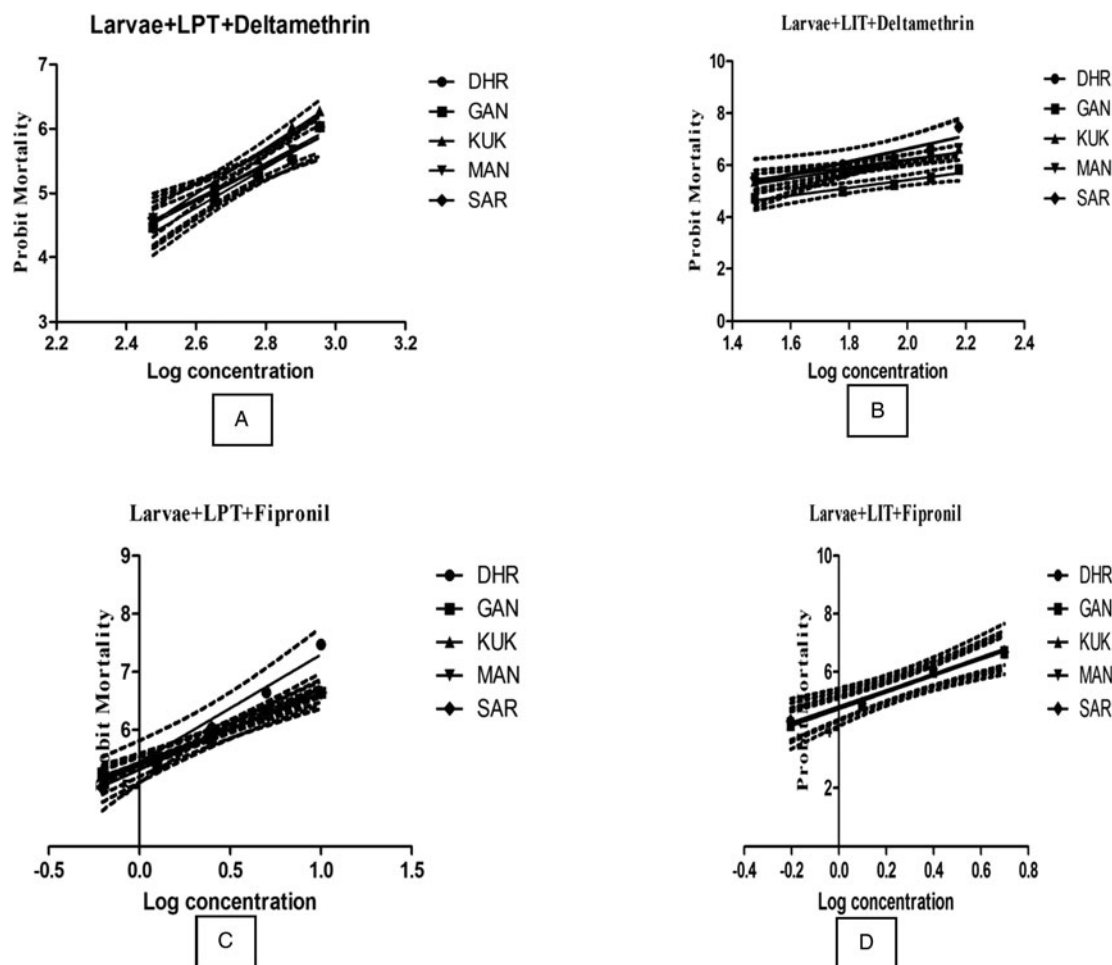 Larvae+LPT+Deltamethrin
7
6
5
4
3
Probit Mortality
2.2 2.4 2.6 2.8 3.0 3.2
Log concentration
DHR
GAN
KUK
MAN
SAR
A
Larvae+LIT+Deltamethrin
10
8
6
4
2
0
Probit Mortality
1.4 1.6 1.8 2.0 2.2 2.4
Log concentration
DHR
GAN
KUK
MAN
SAR
B
Larvae+LPT+Fipronil
9
7
6
Mortality
-0.5 0.0 0.5 1.0 1.5
Log concentration
DHR
GAN
KUK
MAN
SAR
C
Larvae+LIT+Fipronil
10
8
6
4
2
Probit Mortality
-0.4 -0.2 0.0 0.2 0.4 0.6 0.8
Log concentration
DHR
GAN
KUK
MAN
SAR
D